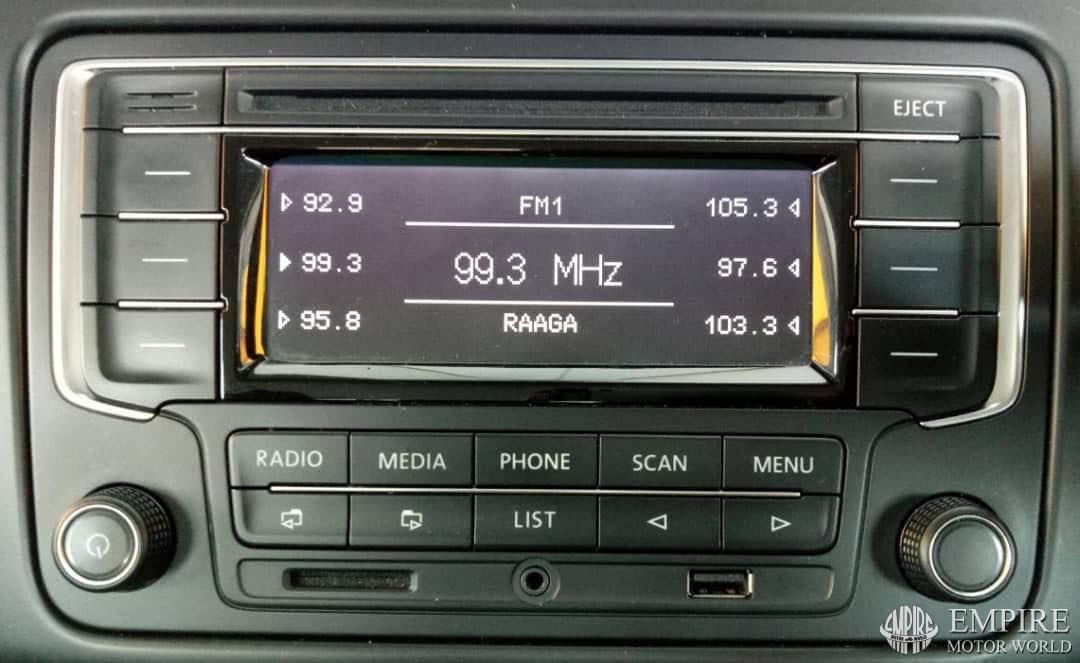 EJECT
92.9 FM1 105.3
99.3 99.3 MHz 97.6
95.8 RAAGA 103.3
RADIO MEDIA PHONE SCAN MENU
LIST
EMPIRE
EMPIRE
MOTOR WORLD